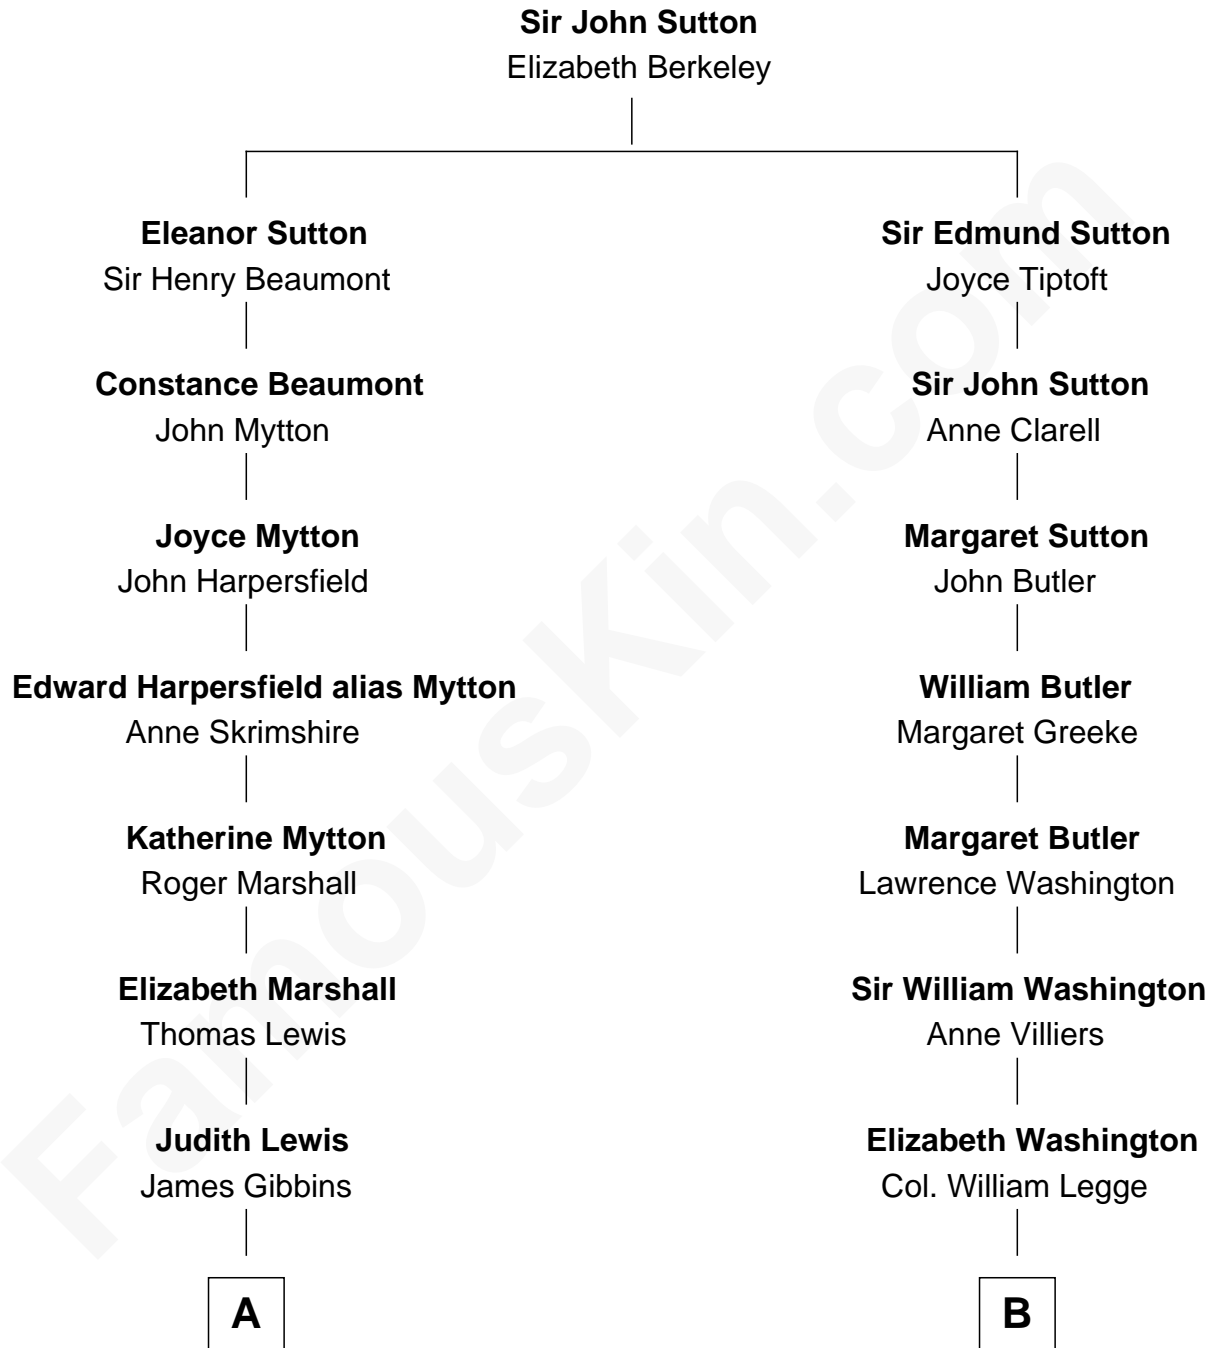 Sir John Sutton
Elizabeth Berkeley
Eleanor Sutton
Sir Henry Beaumont
Sir Edmund Sutton
Joyce Tiptoft
Constance Beaumont
John Mytton
Sir John Sutton
Anne Clarell
Joyce Mytton
John Harpersfield
Margaret Sutton
John Butler
Edward Harpersfield alias Mytton
Anne Skrimshire
William Butler
Margaret Greeke
Katherine Mytton
Roger Marshall
Margaret Butler
Lawrence Washington
Elizabeth Marshall
Thomas Lewis
Sir William Washington
Anne Villiers
Judith Lewis
James Gibbins
Elizabeth Washington
Col. William Legge
A
B
FamousKin.com